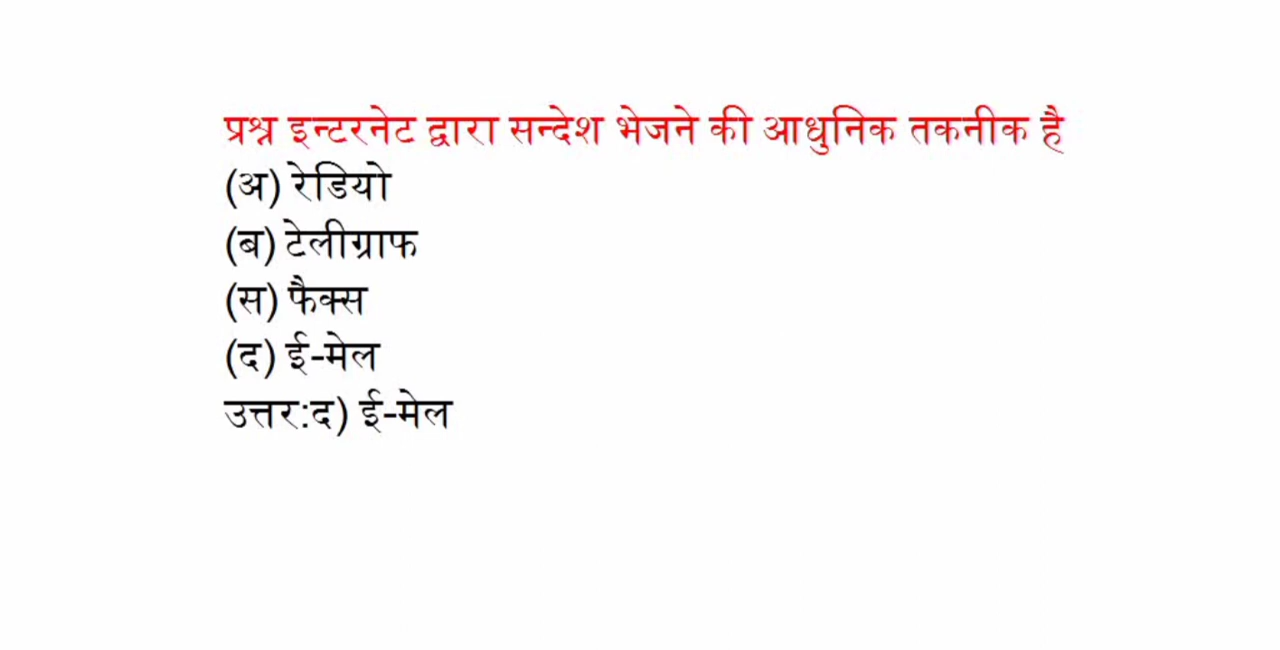 प्रश्न इन्टरनेट द्वारा सन्देश भेजने की आधुनिक तकनीक है
(अ) रेडियो
(ब) टेलीग्राफ
(स) फैक्स
(द) ई-मेल
उत्तर:द) ई-मेल